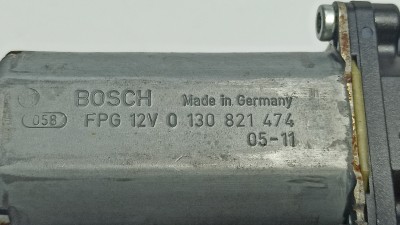 BOSCH Made in Germany
058 FPG 12V 0 130 821 474
05-11